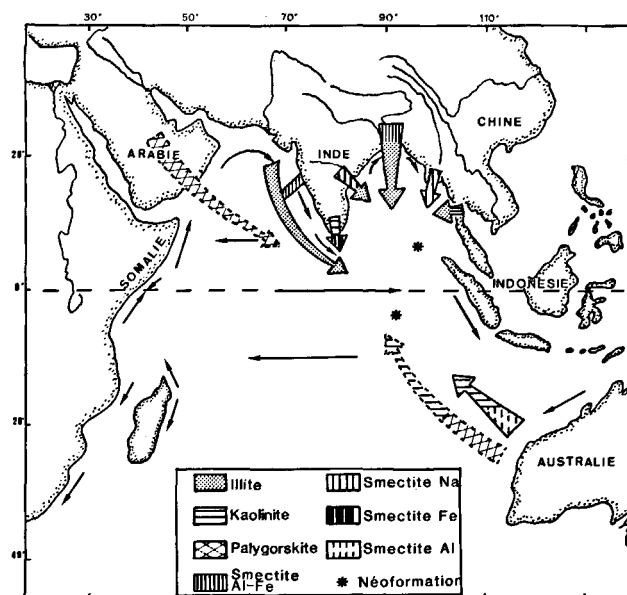 30° 50° 70° 90° 110°
20°
0°
20°
40°
ARABIE
INDE
CHINE
SOMALIE
INDONÉSIE
AUSTRALIE
Illite
Kaolinite
Palygorskite
Smectite
Al-Fe
Smectite Na
Smectite Fe
Smectite Al
* Néoformation